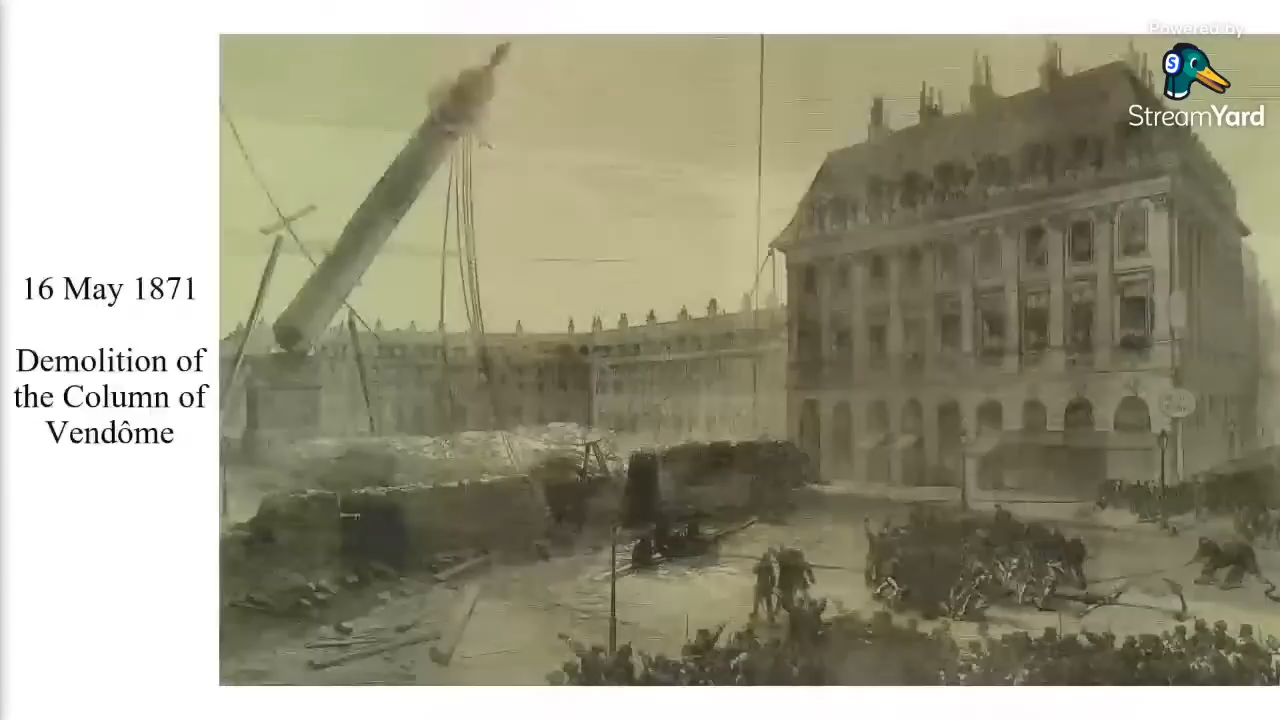 16 May 1871
Demolition of
the Column of
Vendôme
Powered by
StreamYard